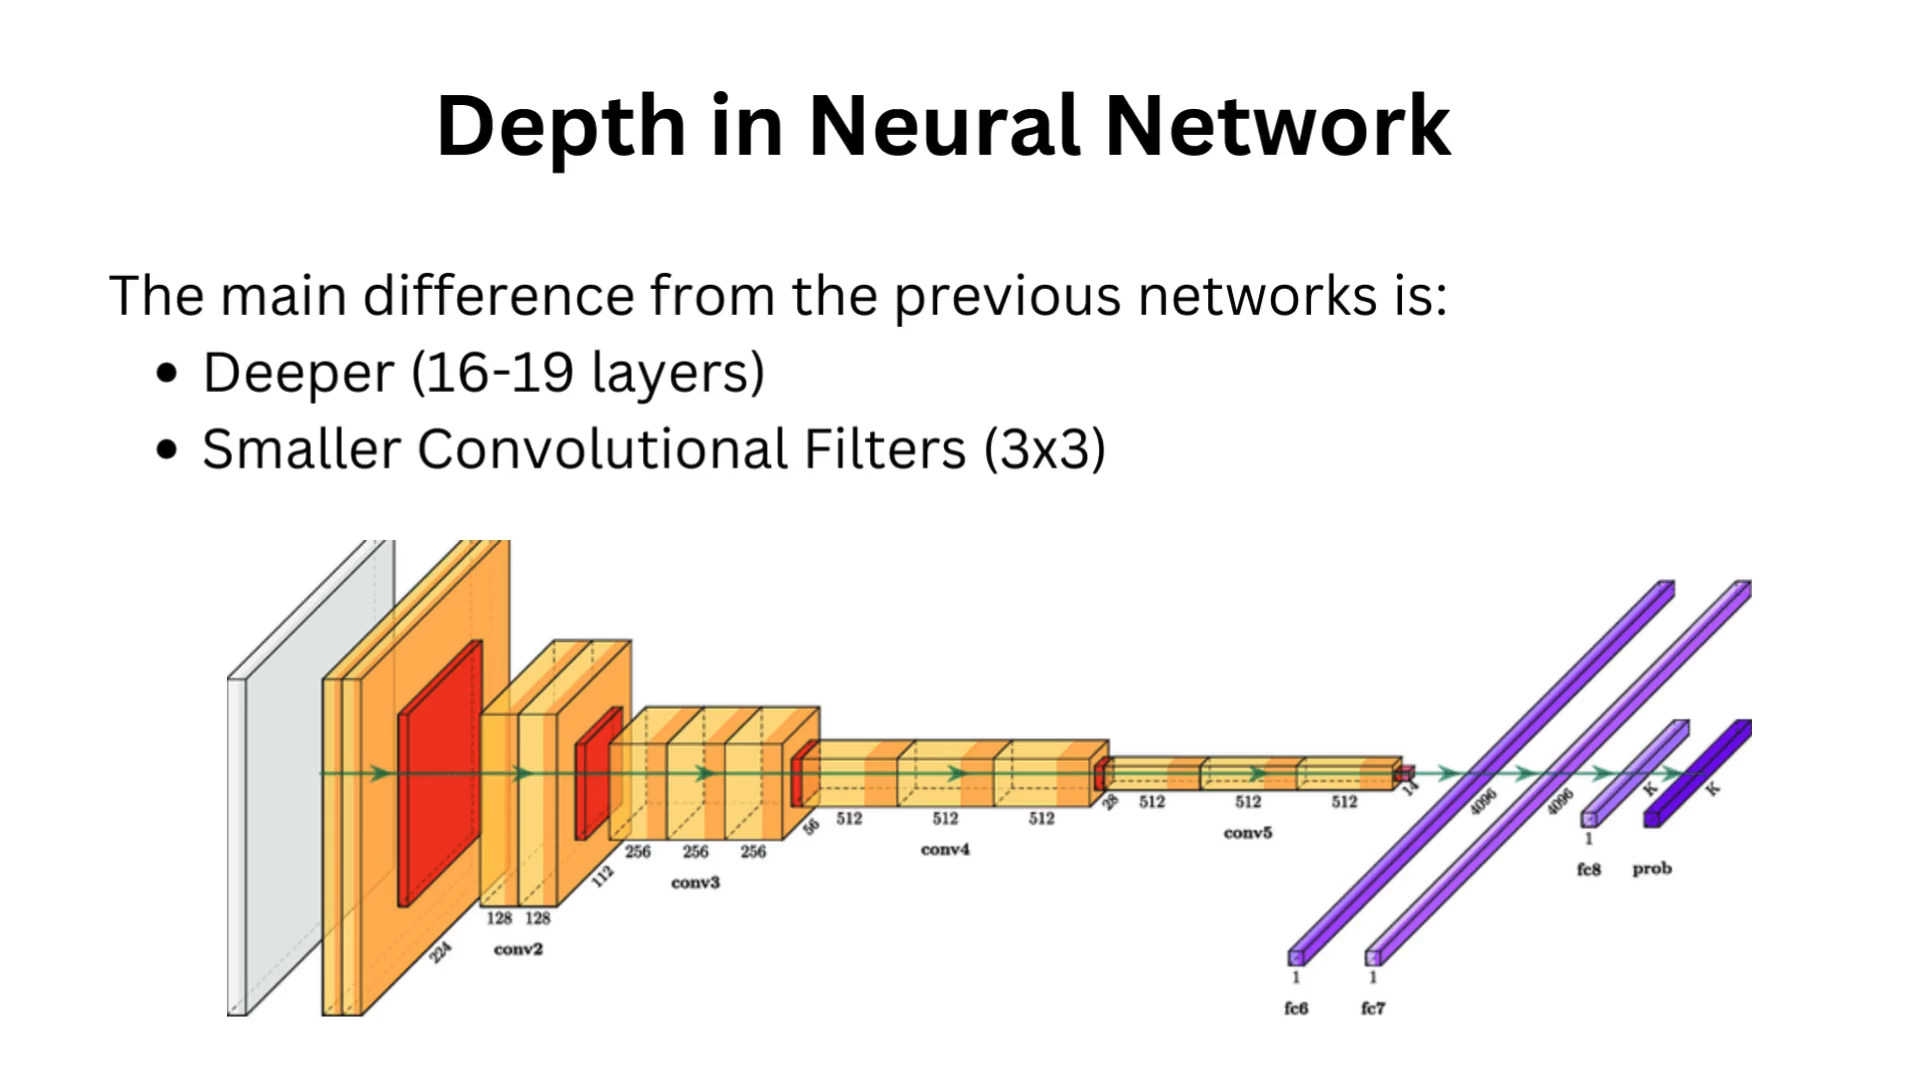 Depth in Neural Network
The main difference from the previous networks is:
• Deeper (16-19 layers)
• Smaller Convolutional Filters (3x3)
224
128 128
conv2
112
256 256 256
conv3
56
512 512 512
conv4
28
512 512 512
conv5
14
1
4096
fc6
1
4096
fc7
1
K
fc8
K
prob